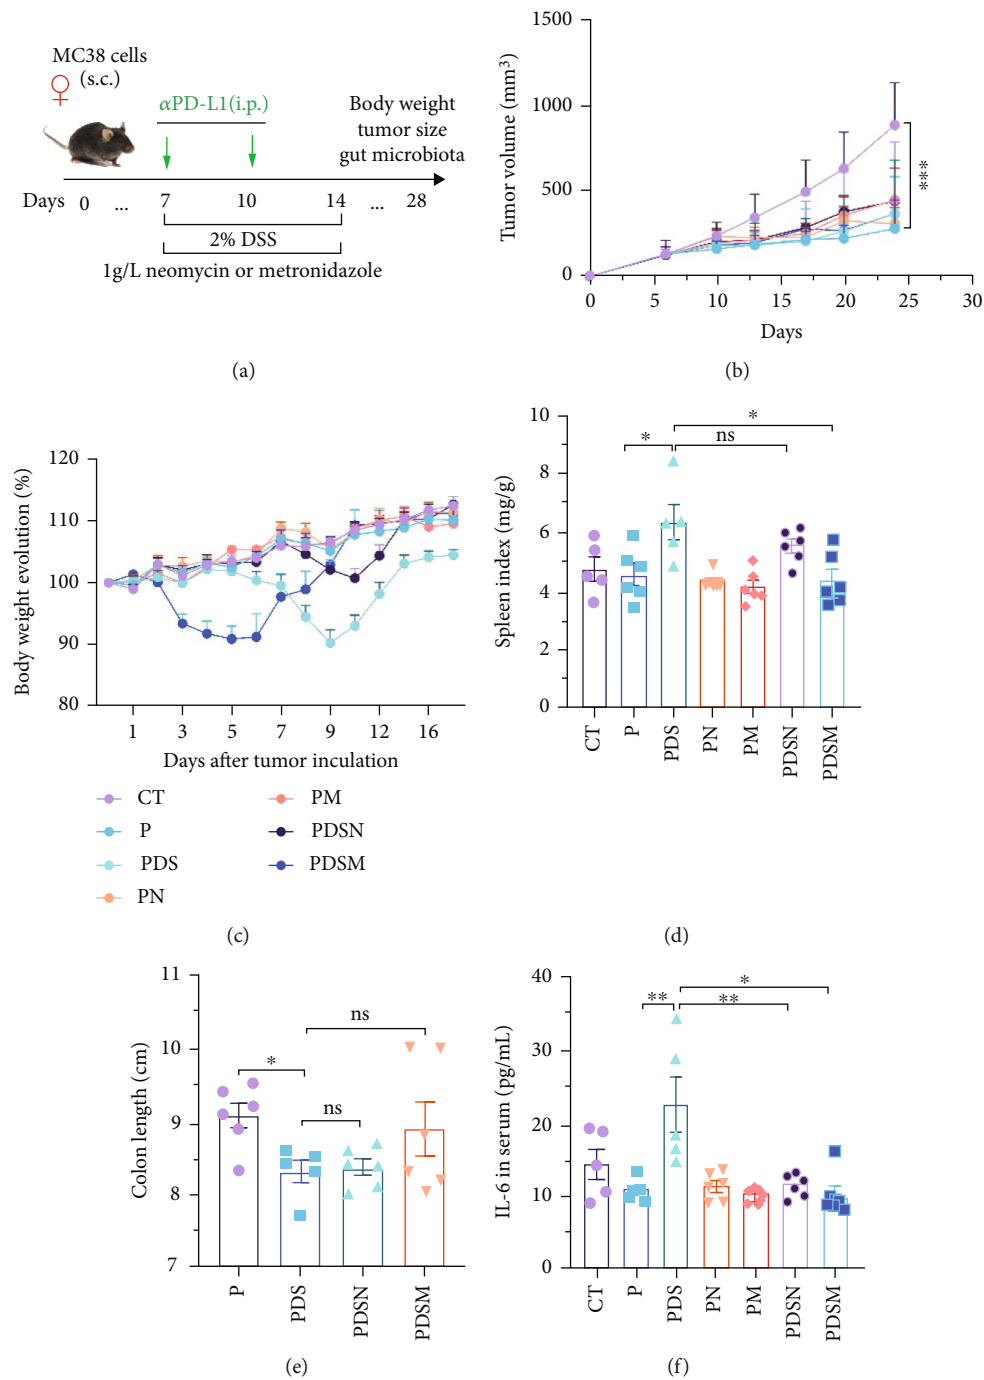 MC38 cells
(s.c.)
αPD-L1(i.p.)
Body weight
tumor size
gut microbiota
Days 0 ... 7 10 14 ... 28
2% DSS
1g/L neomycin or metronidazole
(a)
Tumor volume (mm³)
1500
1000
500
0
0 5 10 15 20 25 30
Days
***
(b)
Body weight evolution (%)
120
110
100
90
80
1 3 5 7 9 12 16
Days after tumor inculation
CT
P
PDS
PN
PM
PDSN
PDSM
(c)
Spleen index (mg/g)
10
8
6
4
2
0
*
ns
*
CT P PDS PN PM PDSN PDSM
(d)
Colon length (cm)
11
10
9
8
7
ns
*
ns
P PDS PDSN PDSM
(e)
IL-6 in serum (pg/mL)
40
30
20
10
0
*
** **
CT P PDS PN PM PDSN PDSM
(f)